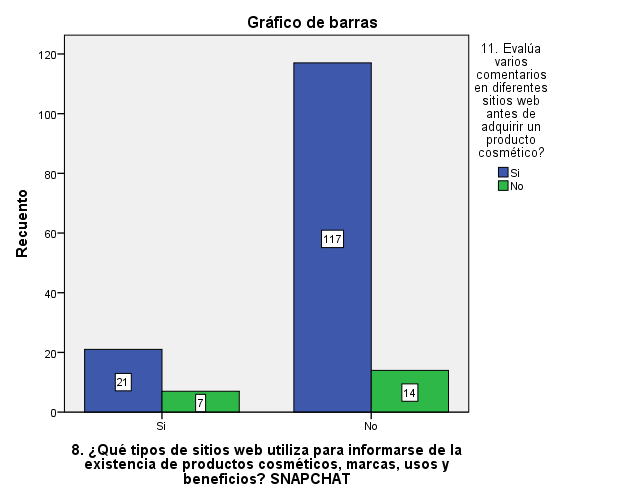 Gráfico de barras
120
100
80
60
40
20
0
Recuento
21
7
117
14
Si
No
8. ¿Qué tipos de sitios web utiliza para informarse de la
existencia de productos cosméticos, marcas, usos y
beneficios? SNAPCHAT
11. Evalúa
varios
comentarios
en diferentes
sitios web
antes de
adquirir un
producto
cosmético?
Si
No